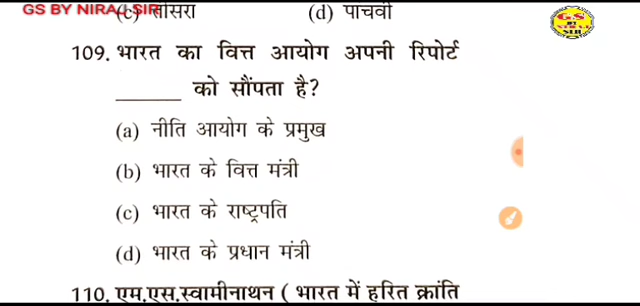 GS BY NIRAJ SIR
(c) तीसरा (d) पाचवीं
109. भारत का वित्त आयोग अपनी रिपोर्ट
______ को सौंपता है?
(a) नीति आयोग के प्रमुख
(b) भारत के वित्त मंत्री
(c) भारत के राष्ट्रपति
(d) भारत के प्रधान मंत्री
110. एम.एस.स्वामीनाथन ( भारत में हरित क्रांति